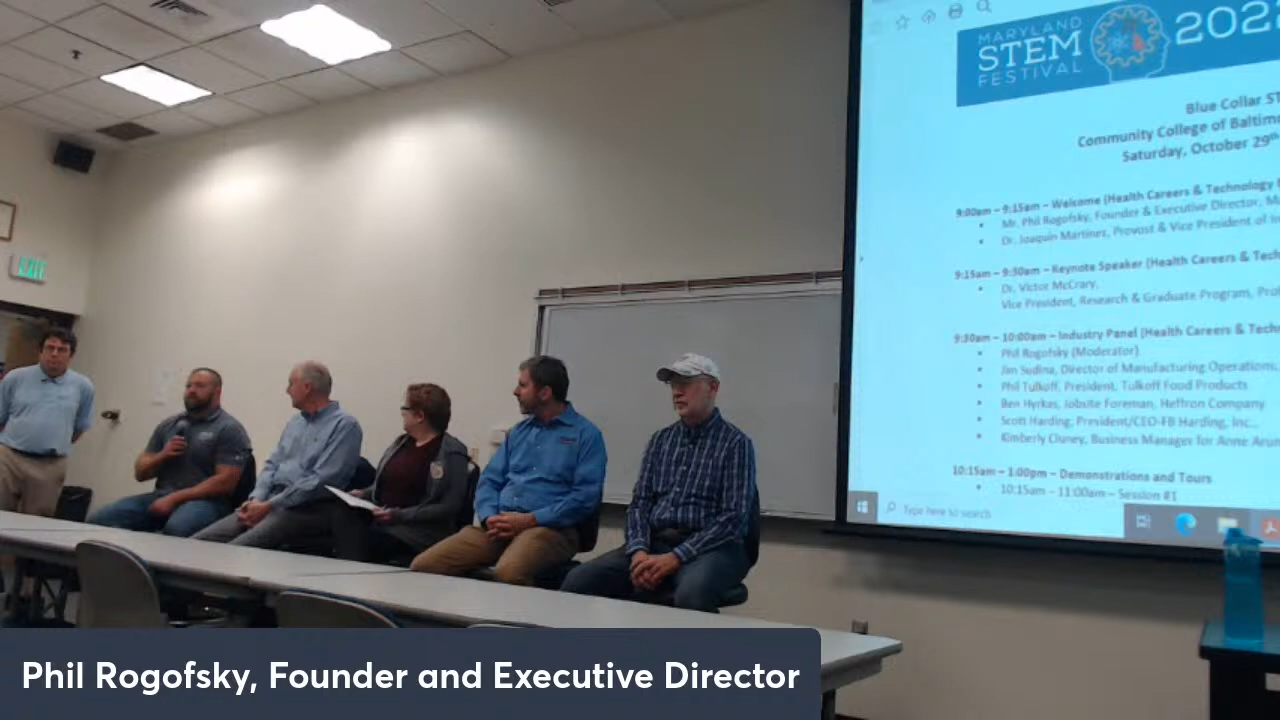 MARYLAND
STEM
FESTIVAL
202
Blue Collar ST
Community College of Baltimo
Saturday, October 29th
9:00am – 9:15am – Welcome (Health Careers & Technology
• Mr. Phil Rogofsky, Founder & Executive Director, M
• Dr. Joaquin Martinez, Provost & Vice President of
9:15am – 9:30am – Keynote Speaker (Health Careers & Tech
• Dr. Victor McCrary,
Vice President, Research & Graduate Program, Prof
9:30am – 10:00am – Industry Panel (Health Careers & Techn
• Phil Rogofsky (Moderator)
• Jim Sudina, Director of Manufacturing Operations,
• Phil Tulkoff, President, Tulkoff Food Products
• Ben Hyrkas, Jobsite Foreman, Heffron Company
• Scott Harding, President/CEO-FB Harding, Inc.,
• Kimberly Cluney, Business Manager for Anne Arun
10:15am – 1:00pm – Demonstrations and Tours
• 10:15am – 11:00am – Session #1
Type here to search
EXIT
Phil Rogofsky, Founder and Executive Director